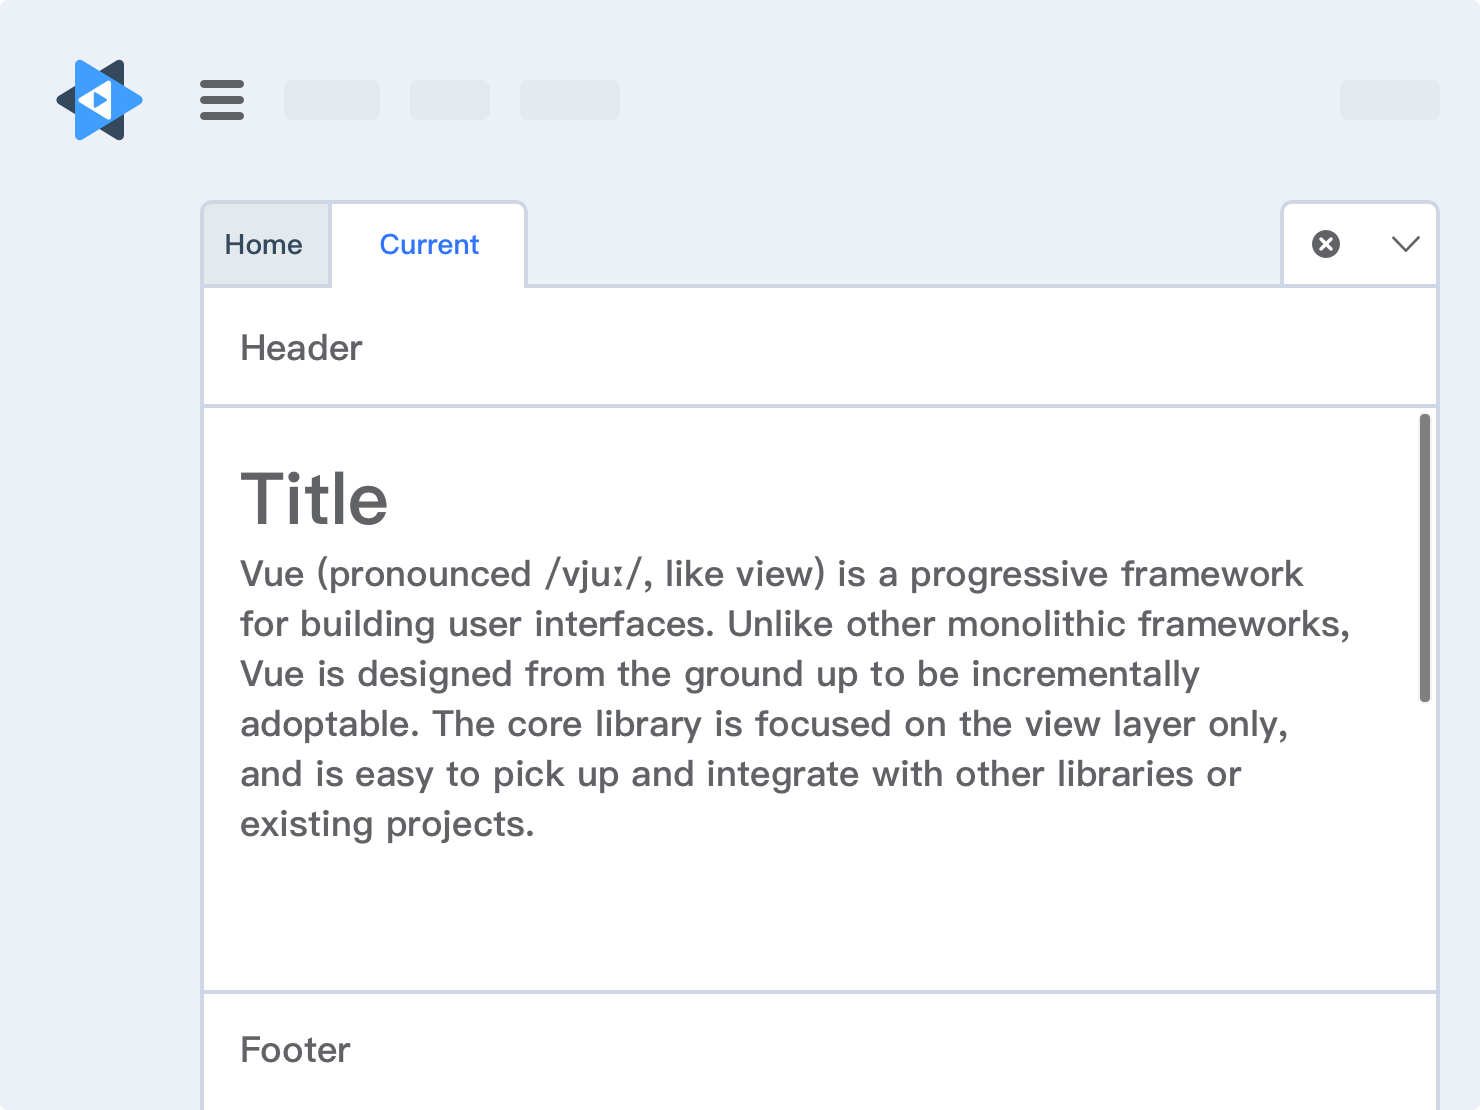 Home Current
Header
Title
Vue (pronounced /vjuː/, like view) is a progressive framework
for building user interfaces. Unlike other monolithic frameworks,
Vue is designed from the ground up to be incrementally
adoptable. The core library is focused on the view layer only,
and is easy to pick up and integrate with other libraries or
existing projects.
Footer